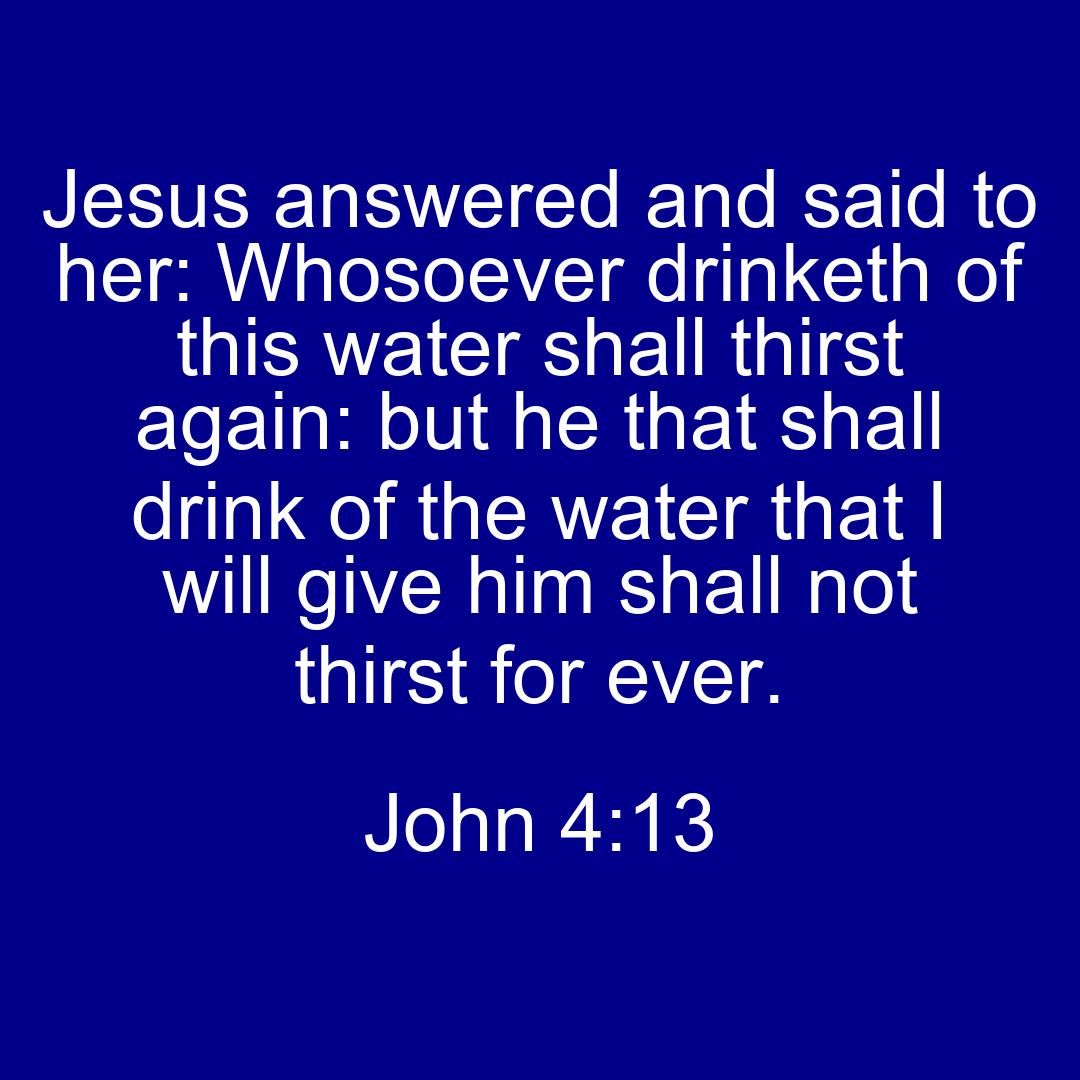 Jesus answered and said to
her: Whosoever drinketh of
this water shall thirst
again: but he that shall
drink of the water that I
will give him shall not
thirst for ever.
John 4:13